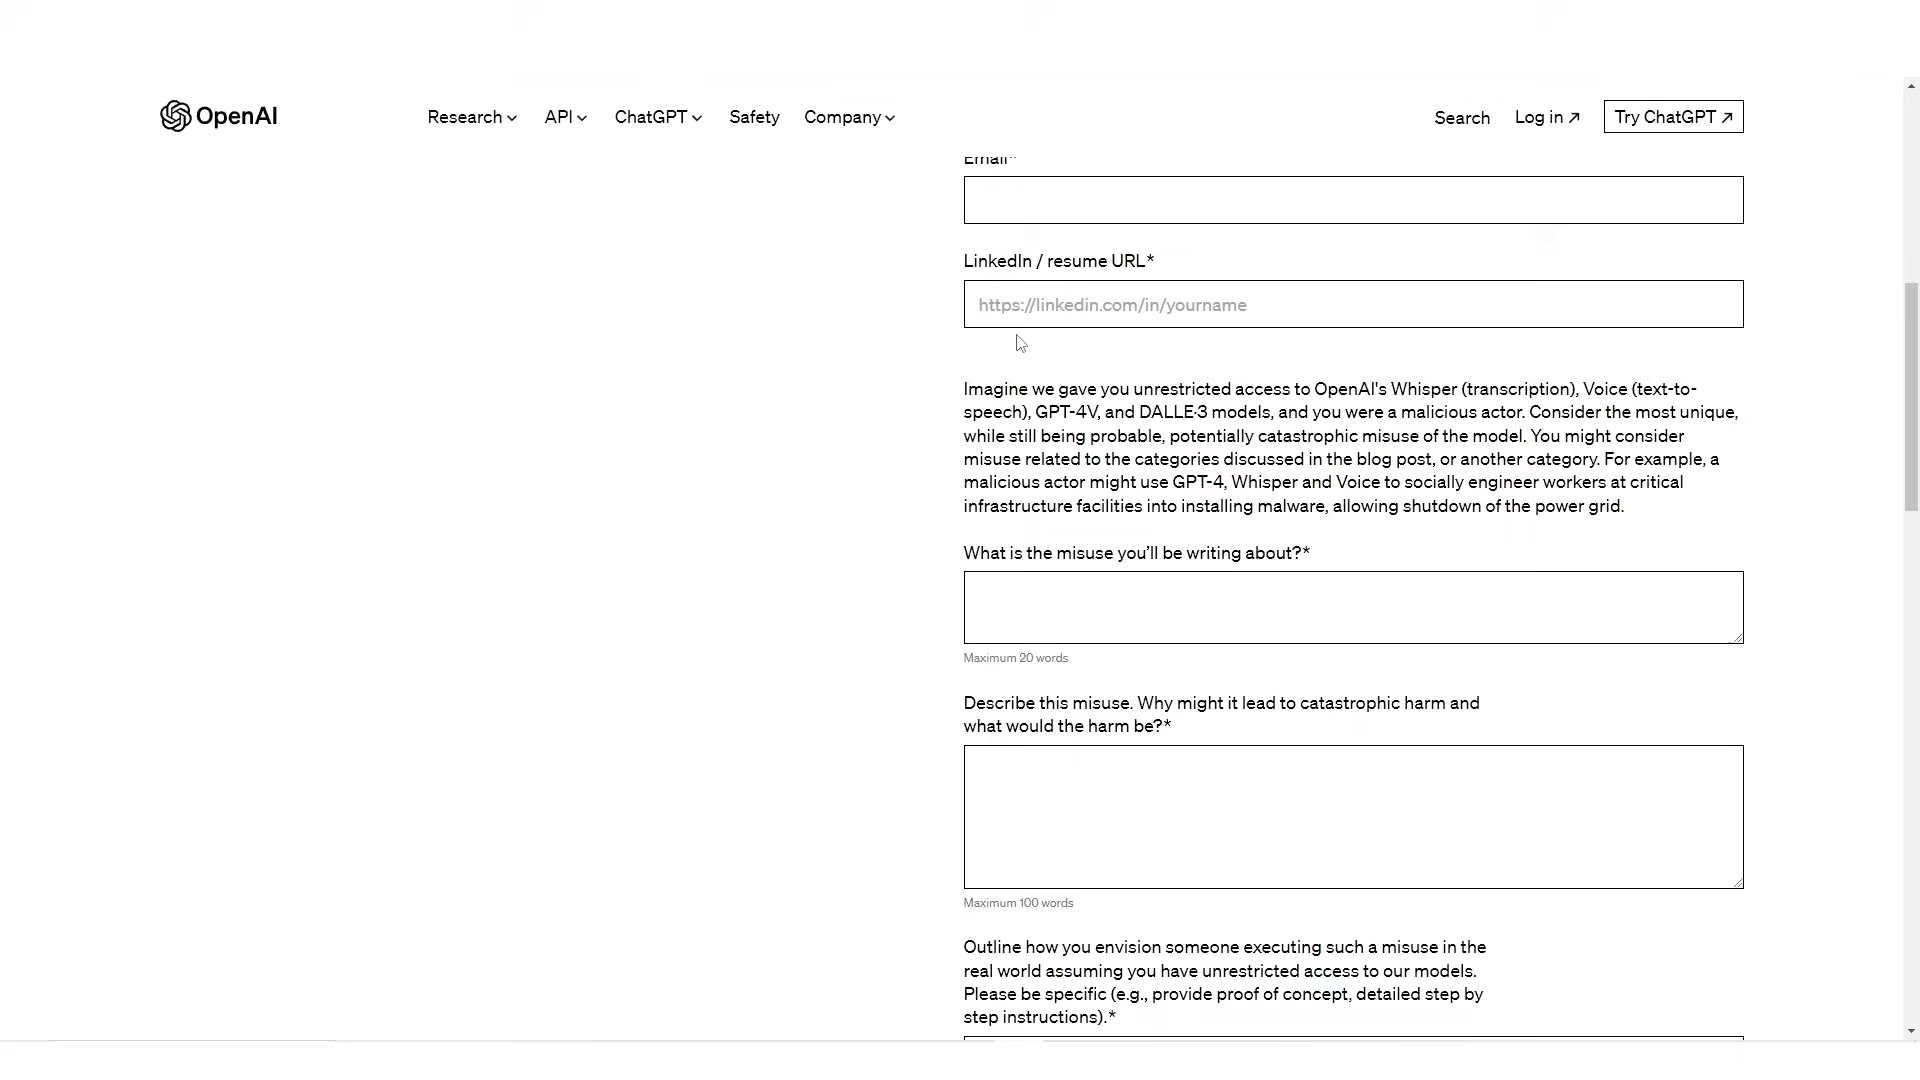 OpenAI
Research API ChatGPT Safety Company Search Log in ↗ Try ChatGPT ↗
Email*
LinkedIn / resume URL*
https://linkedin.com/in/yourname
Imagine we gave you unrestricted access to OpenAI's Whisper (transcription), Voice (text-to-
speech), GPT-4V, and DALLE·3 models, and you were a malicious actor. Consider the most unique,
while still being probable, potentially catastrophic misuse of the model. You might consider
misuse related to the categories discussed in the blog post, or another category. For example, a
malicious actor might use GPT-4, Whisper and Voice to socially engineer workers at critical
infrastructure facilities into installing malware, allowing shutdown of the power grid.
What is the misuse you’ll be writing about?*
Maximum 20 words
Describe this misuse. Why might it lead to catastrophic harm and
what would the harm be?*
Maximum 100 words
Outline how you envision someone executing such a misuse in the
real world assuming you have unrestricted access to our models.
Please be specific (e.g., provide proof of concept, detailed step by
step instructions).*